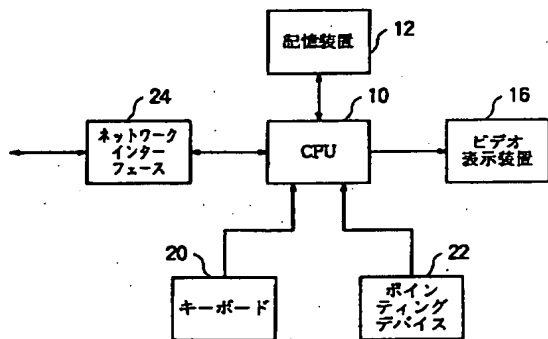 記憶装置
12
24
ネットワーク
インター
フェース
10
CPU
16
ビデオ
表示装置
20
キーボード
22
ポイン
ティング
デバイス